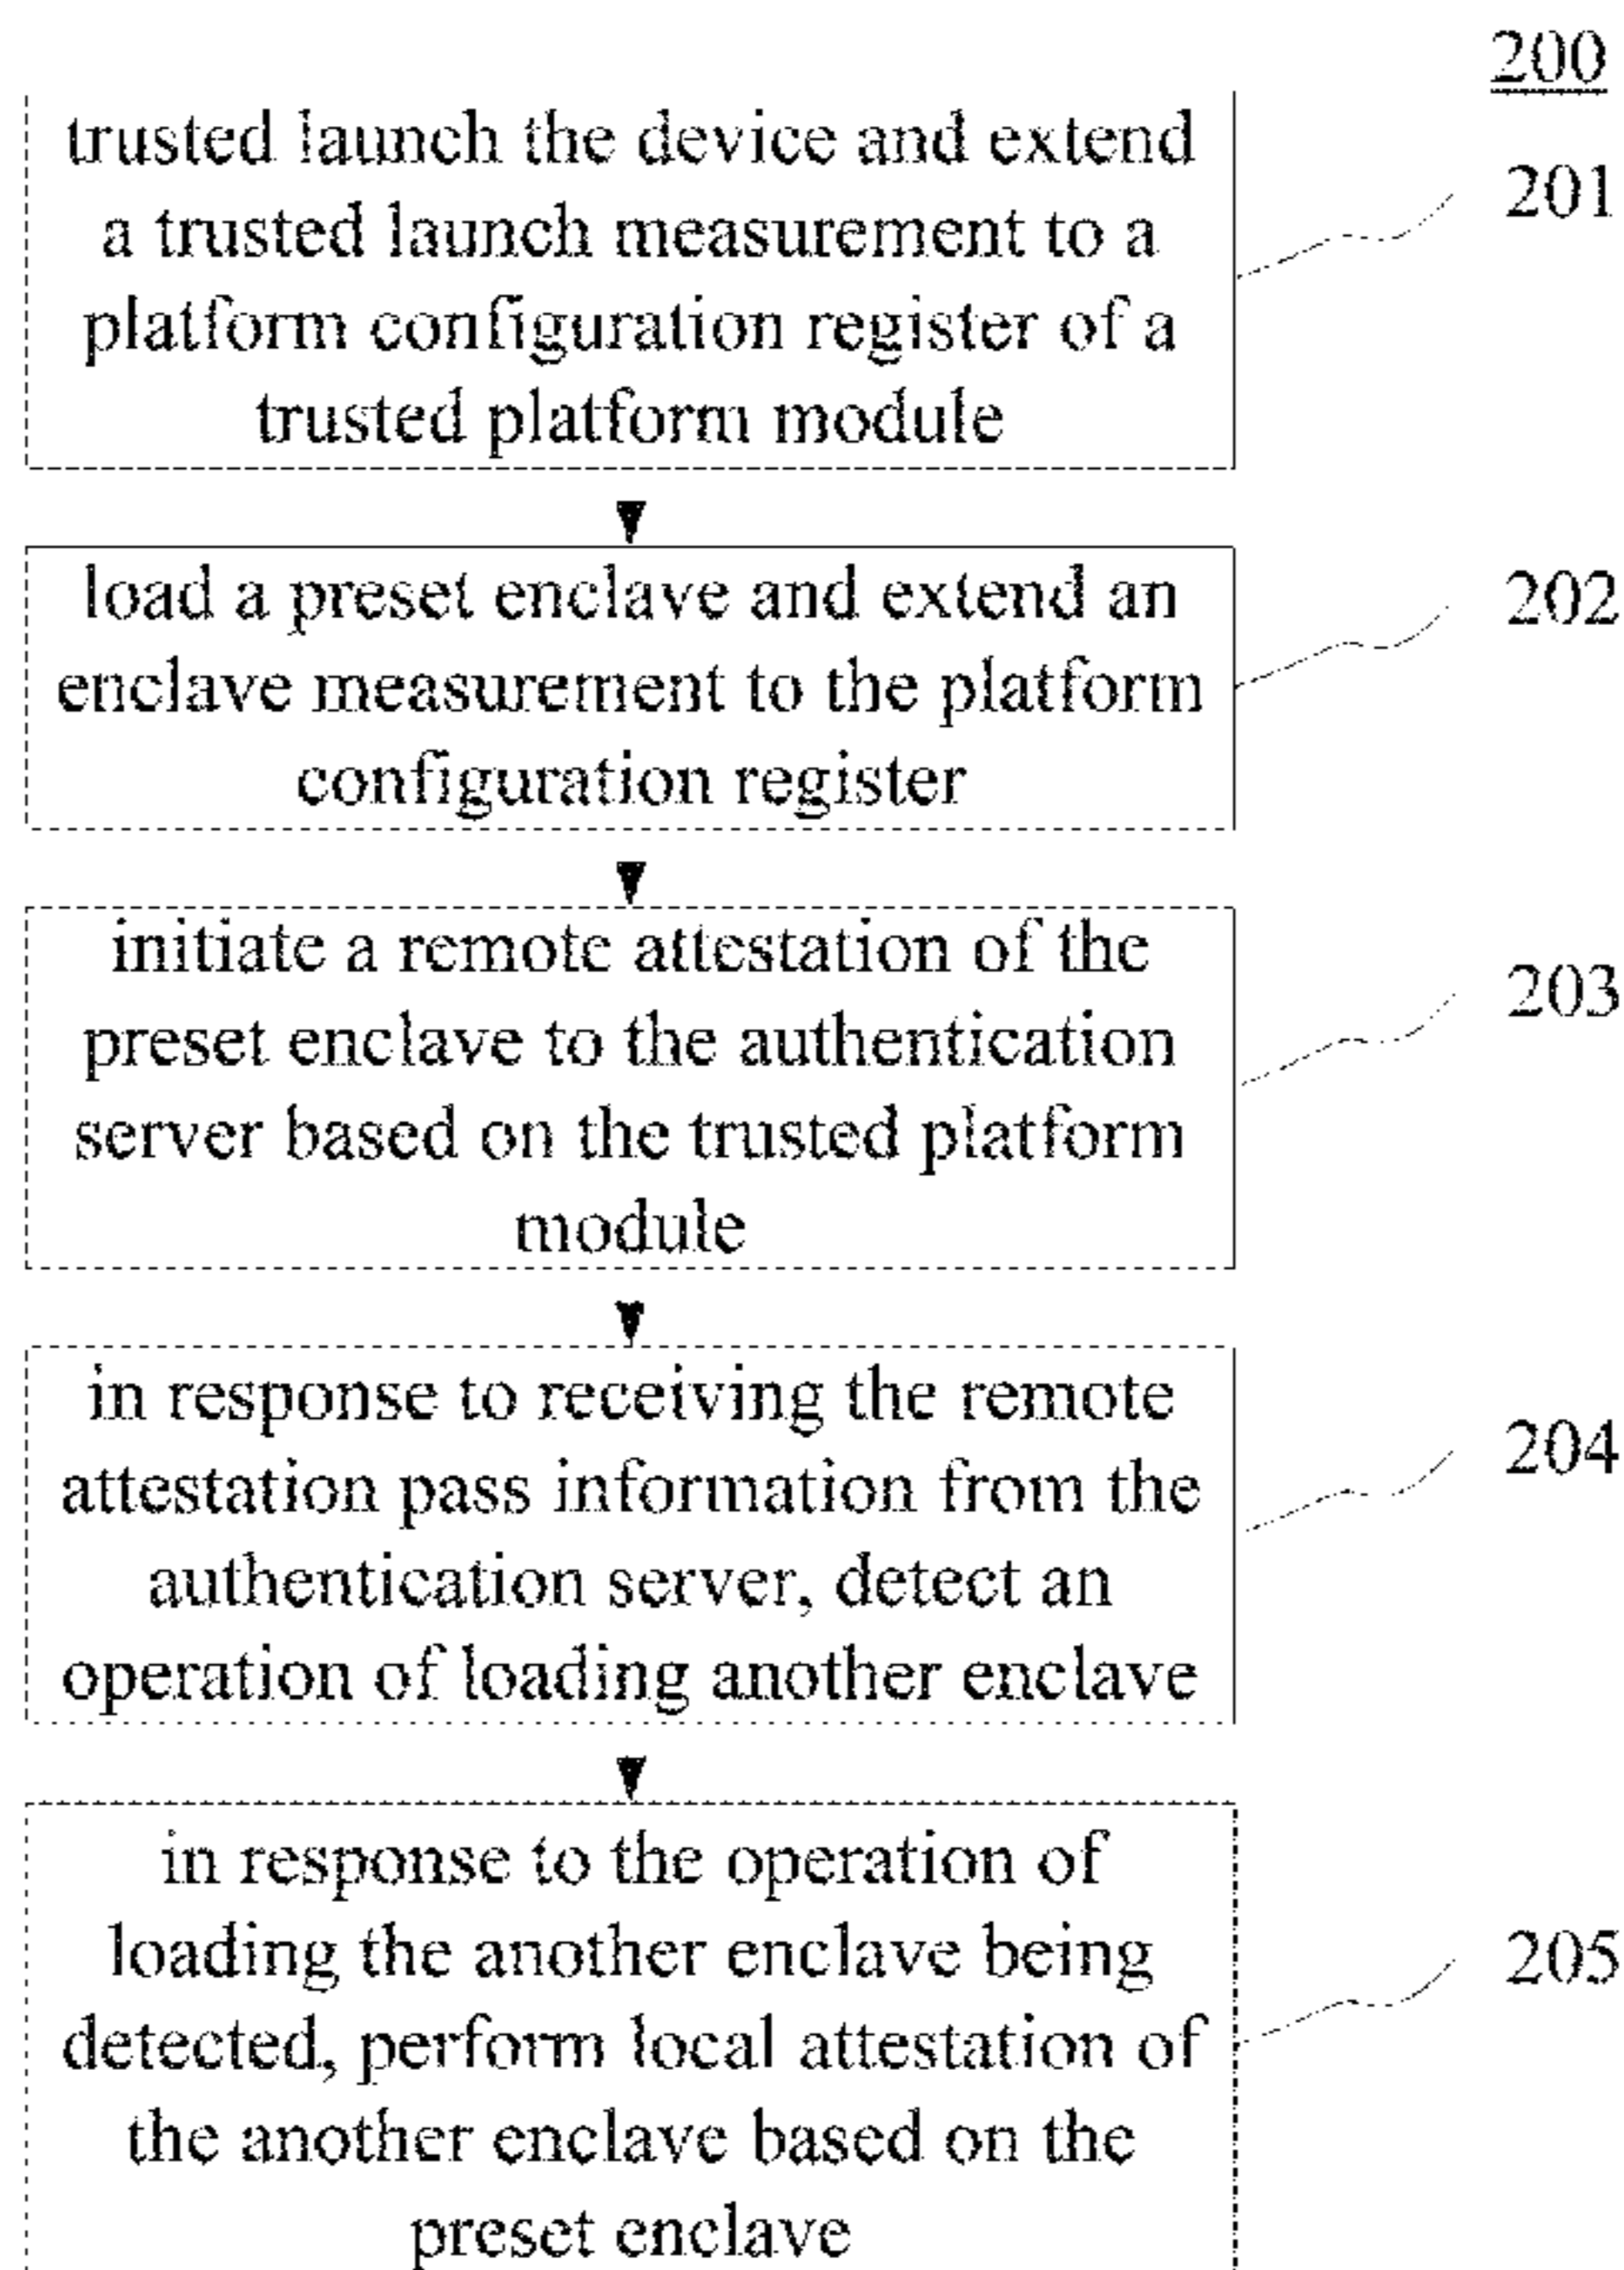 200
trusted launch the device and extend
a trusted launch measurement to a
platform configuration register of a
trusted platform module
201
load a preset enclave and extend an
enclave measurement to the platform
configuration register
202
initiate a remote attestation of the
preset enclave to the authentication
server based on the trusted platform
module
203
in response to receiving the remote
attestation pass information from the
authentication server, detect an
operation of loading another enclave
204
in response to the operation of
loading the another enclave being
detected, perform local attestation of
the another enclave based on the
preset enclave
205